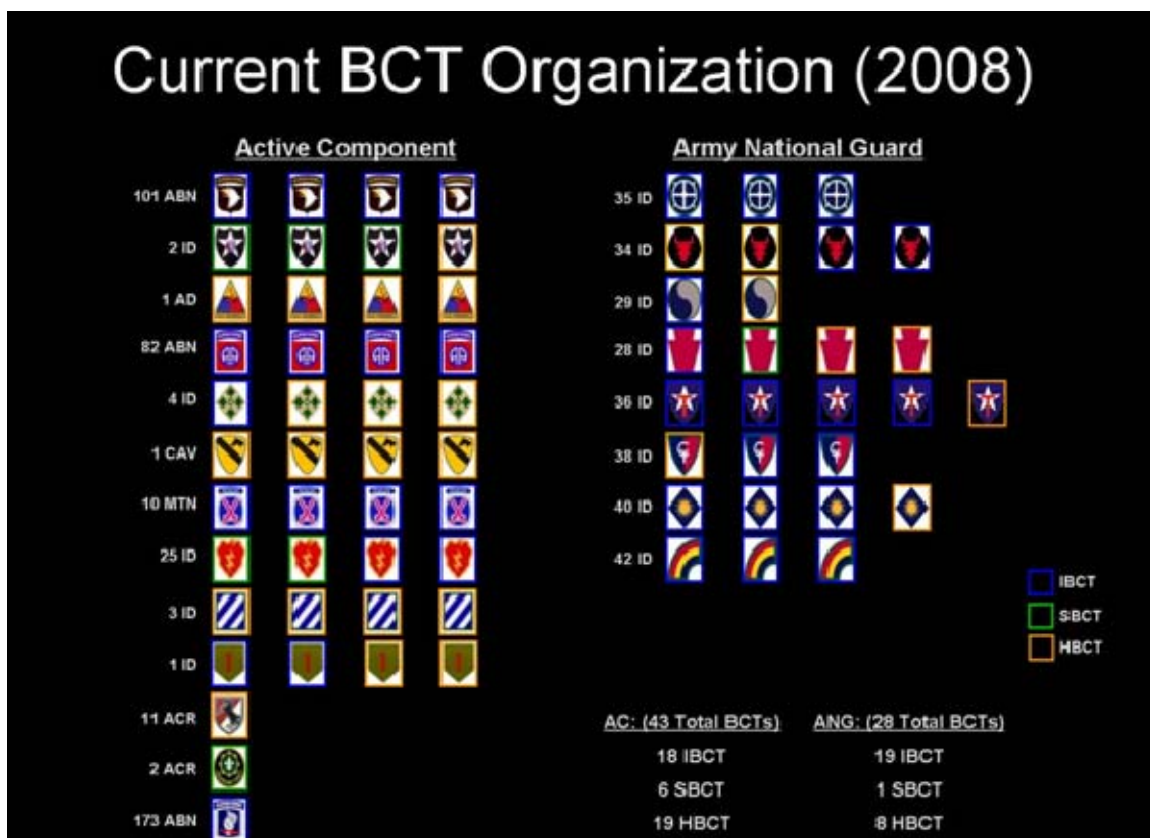 Current BCT Organization (2008)
Active Component
101 ABN
2 ID
1 AD
82 ABN
4 ID
1 CAV
10 MTN
25 ID
3 ID
1 ID
11 ACR
2 ACR
173 ABN
Army National Guard
35 ID
34 ID
29 ID
28 ID
36 ID
38 ID
40 ID
42 ID
IBCT
SBCT
HBCT
AC: (43 Total BCTs)
18 IBCT
6 SBCT
19 HBCT
ANG: (28 Total BCTs)
19 IBCT
1 SBCT
8 HBCT